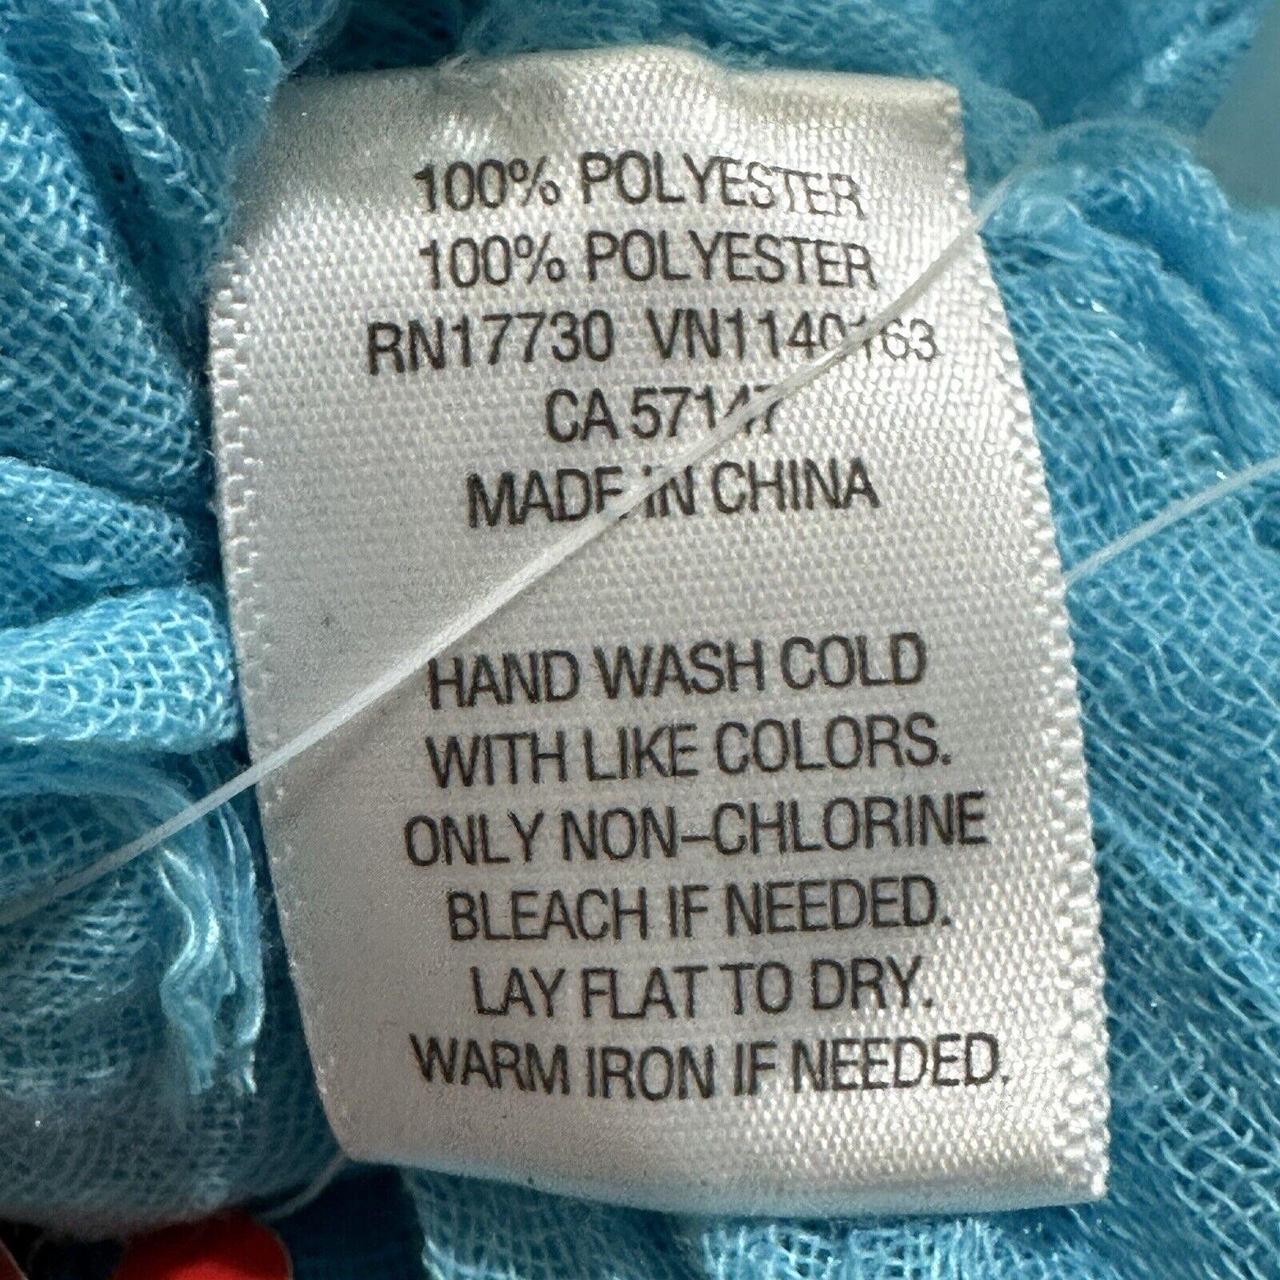 100% POLYESTER
100% POLYESTER
RN17730 VN1140163
CA 57147
MADE IN CHINA
HAND WASH COLD
WITH LIKE COLORS.
ONLY NON-CHLORINE
BLEACH IF NEEDED.
LAY FLAT TO DRY.
WARM IRON IF NEEDED.